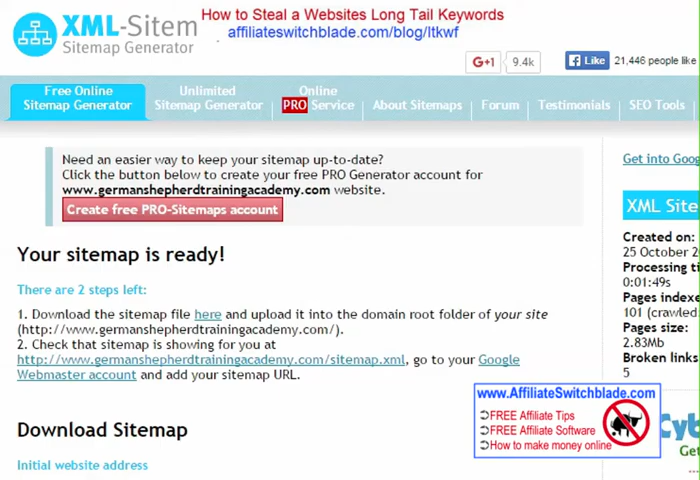 How to Steal a Websites Long Tail Keywords
affiliateswitchblade.com/blog/ltkwf
XML-Sitem
Sitemap Generator
G+1 9.4k Like 21,446 people like
Free Online
Sitemap Generator
Unlimited
Sitemap Generator
Online
PRO Service
About Sitemaps
Forum
Testimonials
SEO Tools
Need an easier way to keep your sitemap up-to-date?
Click the button below to create your free PRO Generator account for
www.germanshepherdtrainingacademy.com website.
Create free PRO-Sitemaps account
Your sitemap is ready!
There are 2 steps left:
1. Download the sitemap file here and upload it into the domain root folder of your site
(http://www.germanshepherdtrainingacademy.com/).
2. Check that sitemap is showing for you at
http://www.germanshepherdtrainingacademy.com/sitemap.xml, go to your Google
Webmaster account and add your sitemap URL.
Download Sitemap
Initial website address
Get into Goog
XML Site
Created on:
25 October 2
Processing ti
0:01:49s
Pages indexe
101 (crawled
Pages size:
2.83Mb
Broken links
5
www.AffiliateSwitchblade.com
FREE Affiliate Tips
FREE Affiliate Software
How to make money online
Cyb
Get